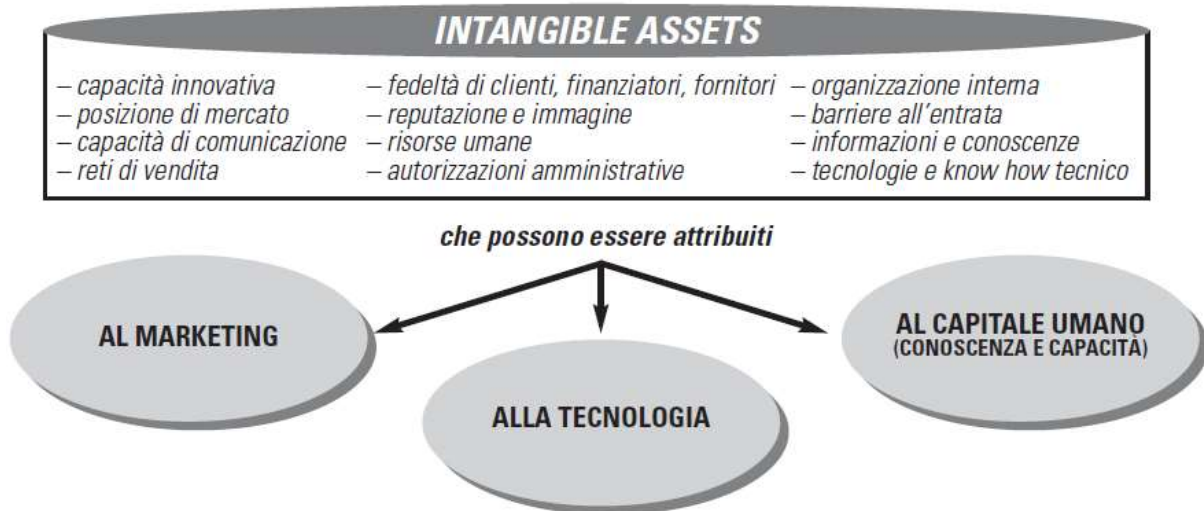 INTANGIBLE ASSETS
– capacità innovativa
– posizione di mercato
– capacità di comunicazione
– reti di vendita
– fedeltà di clienti, finanziatori, fornitori
– reputazione e immagine
– risorse umane
– autorizzazioni amministrative
– organizzazione interna
– barriere all'entrata
– informazioni e conoscenze
– tecnologie e know how tecnico
che possono essere attribuiti
AL MARKETING
ALLA TECNOLOGIA
AL CAPITALE UMANO
(CONOSCENZA E CAPACITÀ)